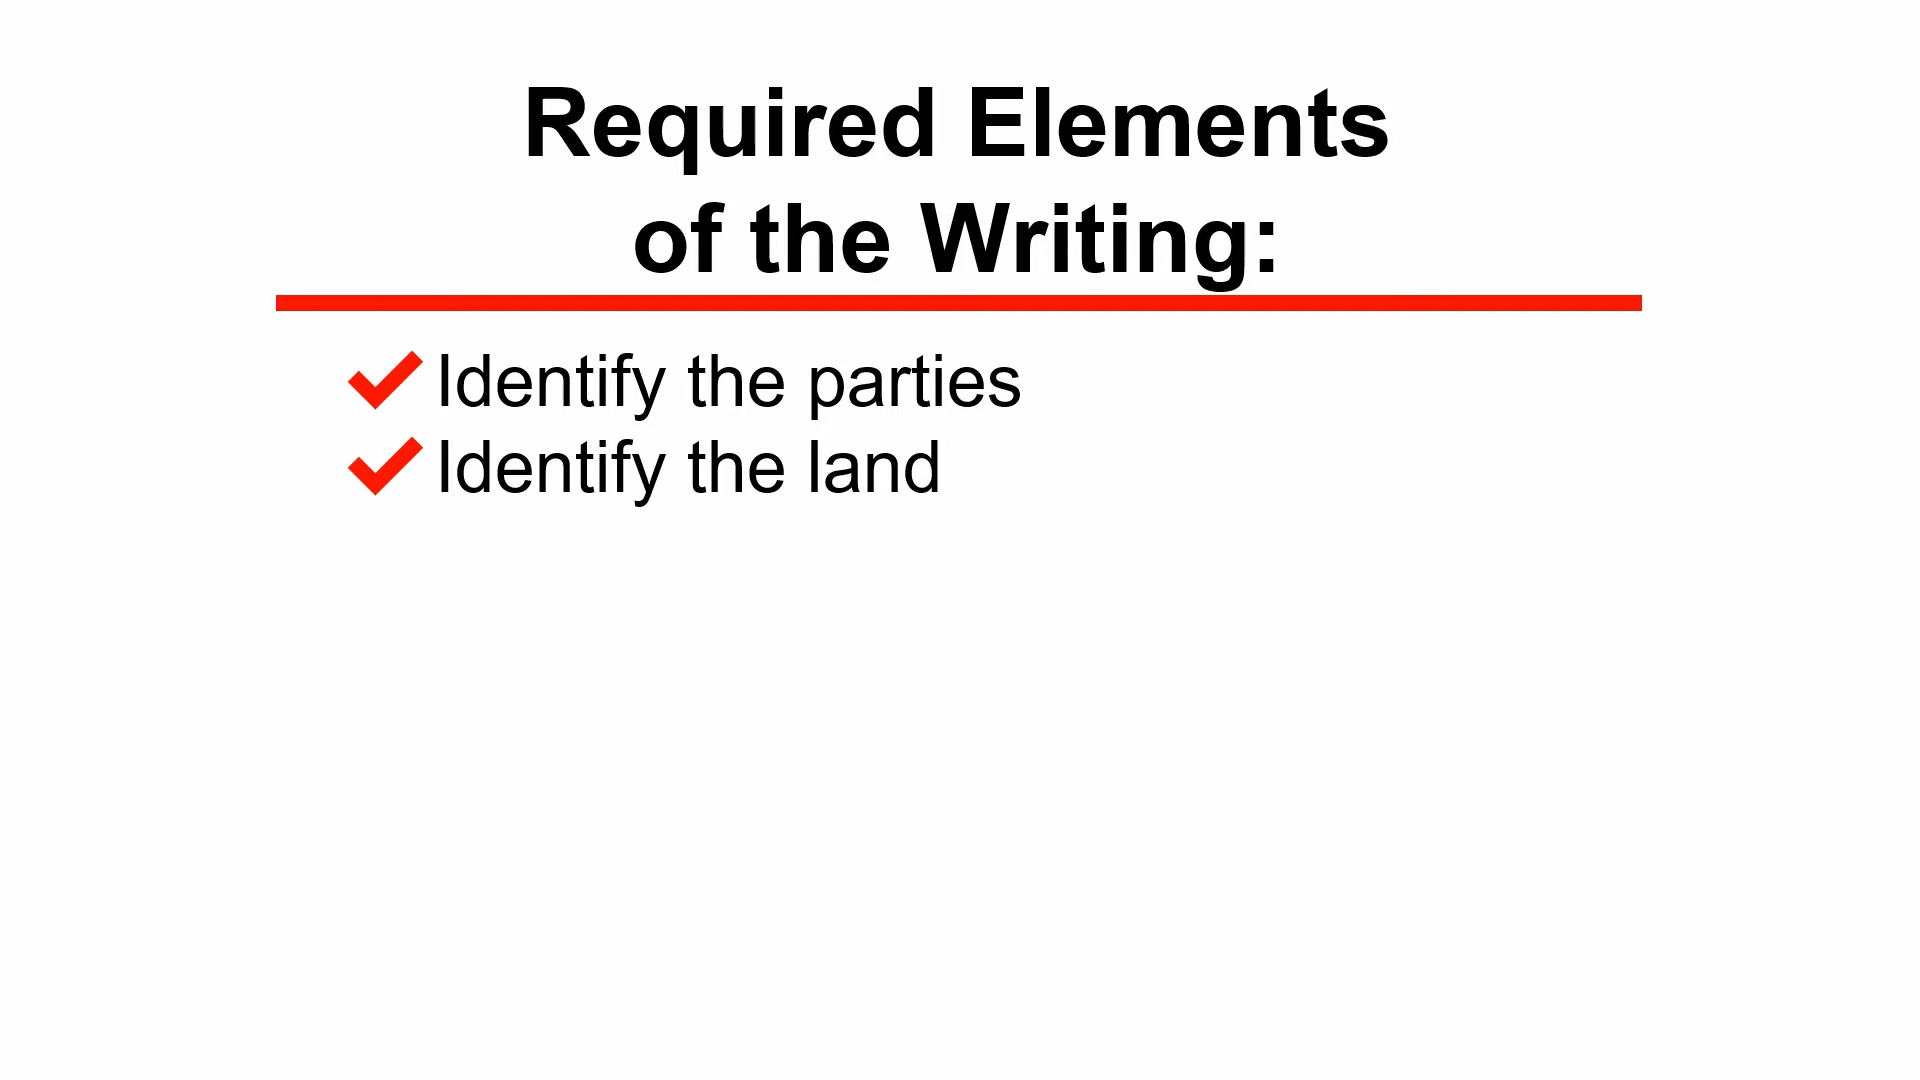 Required Elements
of the Writing:
Identify the parties
Identify the land